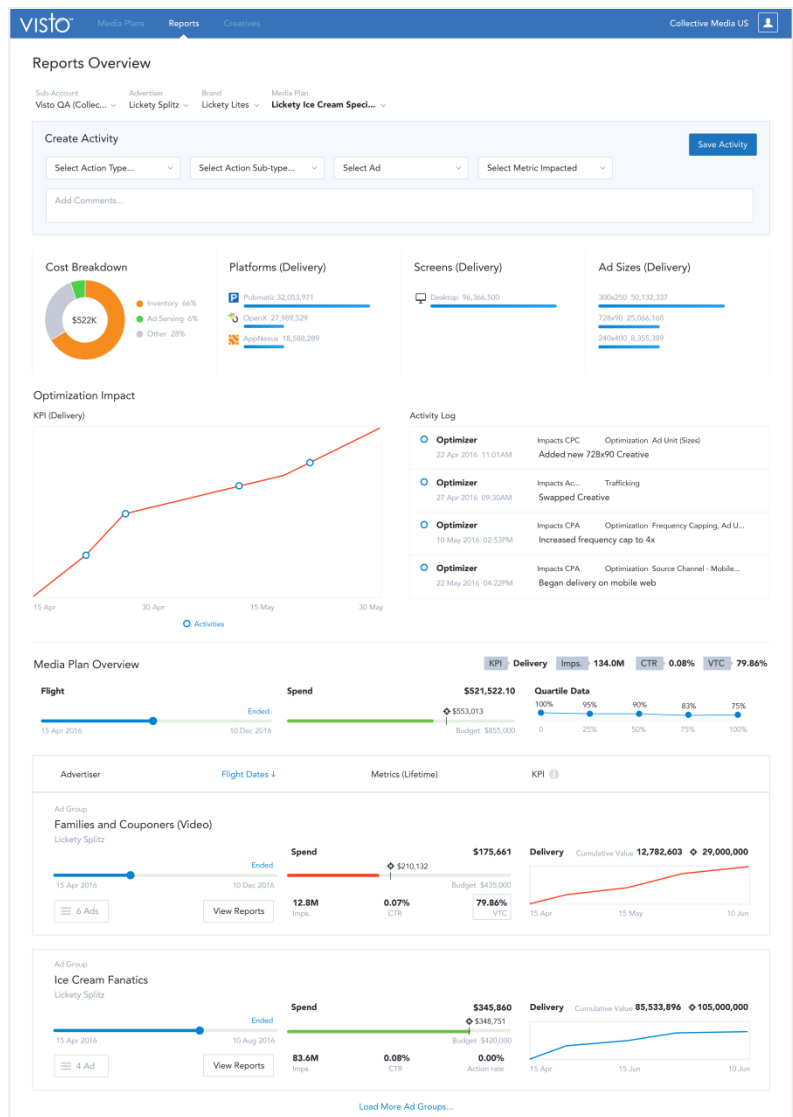 VISTO™ Media Plans Reports Creatives Collective Media US
Reports Overview
Sub-Account Advertiser Brand Media Plan
Visto QA (Collec... Lickety Splitz Lickety Lites Lickety Ice Cream Speci...
Create Activity
Save Activity
Select Action Type... Select Action Sub-type... Select Ad Select Metric Impacted
Add Comments...
Cost Breakdown
$522K
Inventory 66%
Ad Serving 6%
Other 28%
Platforms (Delivery)
Pubmatic 32,053,971
OpenX 27,989,529
AppNexus 18,588,289
Screens (Delivery)
Desktop 96,366,500
Ad Sizes (Delivery)
300x250 50,132,337
728x90 25,066,168
240x400 8,355,389
Optimization Impact
KPI (Delivery)
15 Apr 30 Apr 15 May 30 May
Activities
Activity Log
Optimizer Impacts CPC Optimization Ad Unit (Sizes)
22 Apr 2016 11:01AM Added new 728x90 Creative
Optimizer Impacts Ac... Trafficking
27 Apr 2016 09:30AM Swapped Creative
Optimizer Impacts CPA Optimization Frequency Capping, Ad U...
10 May 2016 02:53PM Increased frequency cap to 4x
Optimizer Impacts CPA Optimization Source Channel - Mobile...
22 May 2016 04:22PM Began delivery on mobile web
Media Plan Overview KPI Delivery Imps. 134.0M CTR 0.08% VTC 79.86%
Flight
Ended
15 Apr 2016 10 Dec 2016
Spend $521,522.10
$553,013
Budget $855,000
Quartile Data
100% 95% 90% 83% 75%
0 25% 50% 75% 100%
Advertiser Flight Dates ↓ Metrics (Lifetime) KPI i
Ad Group
Families and Couponers (Video)
Lickety Splitz
Ended
15 Apr 2016 10 Dec 2016
6 Ads View Reports
Spend $175,661
$210,132
Budget $435,000
12.8M 0.07% 79.86%
Imps. CTR VTC
Delivery Cumulative Value 12,782,603 29,000,000
15 Apr 15 May 10 Jun
Ad Group
Ice Cream Fanatics
Lickety Splitz
Ended
15 Apr 2016 10 Aug 2016
4 Ad View Reports
Spend $345,860
$348,751
Budget $420,000
83.6M 0.08% 0.00%
Imps. CTR Action rate
Delivery Cumulative Value 85,533,896 105,000,000
15 Apr 15 Jun 10 Jun
Load More Ad Groups...